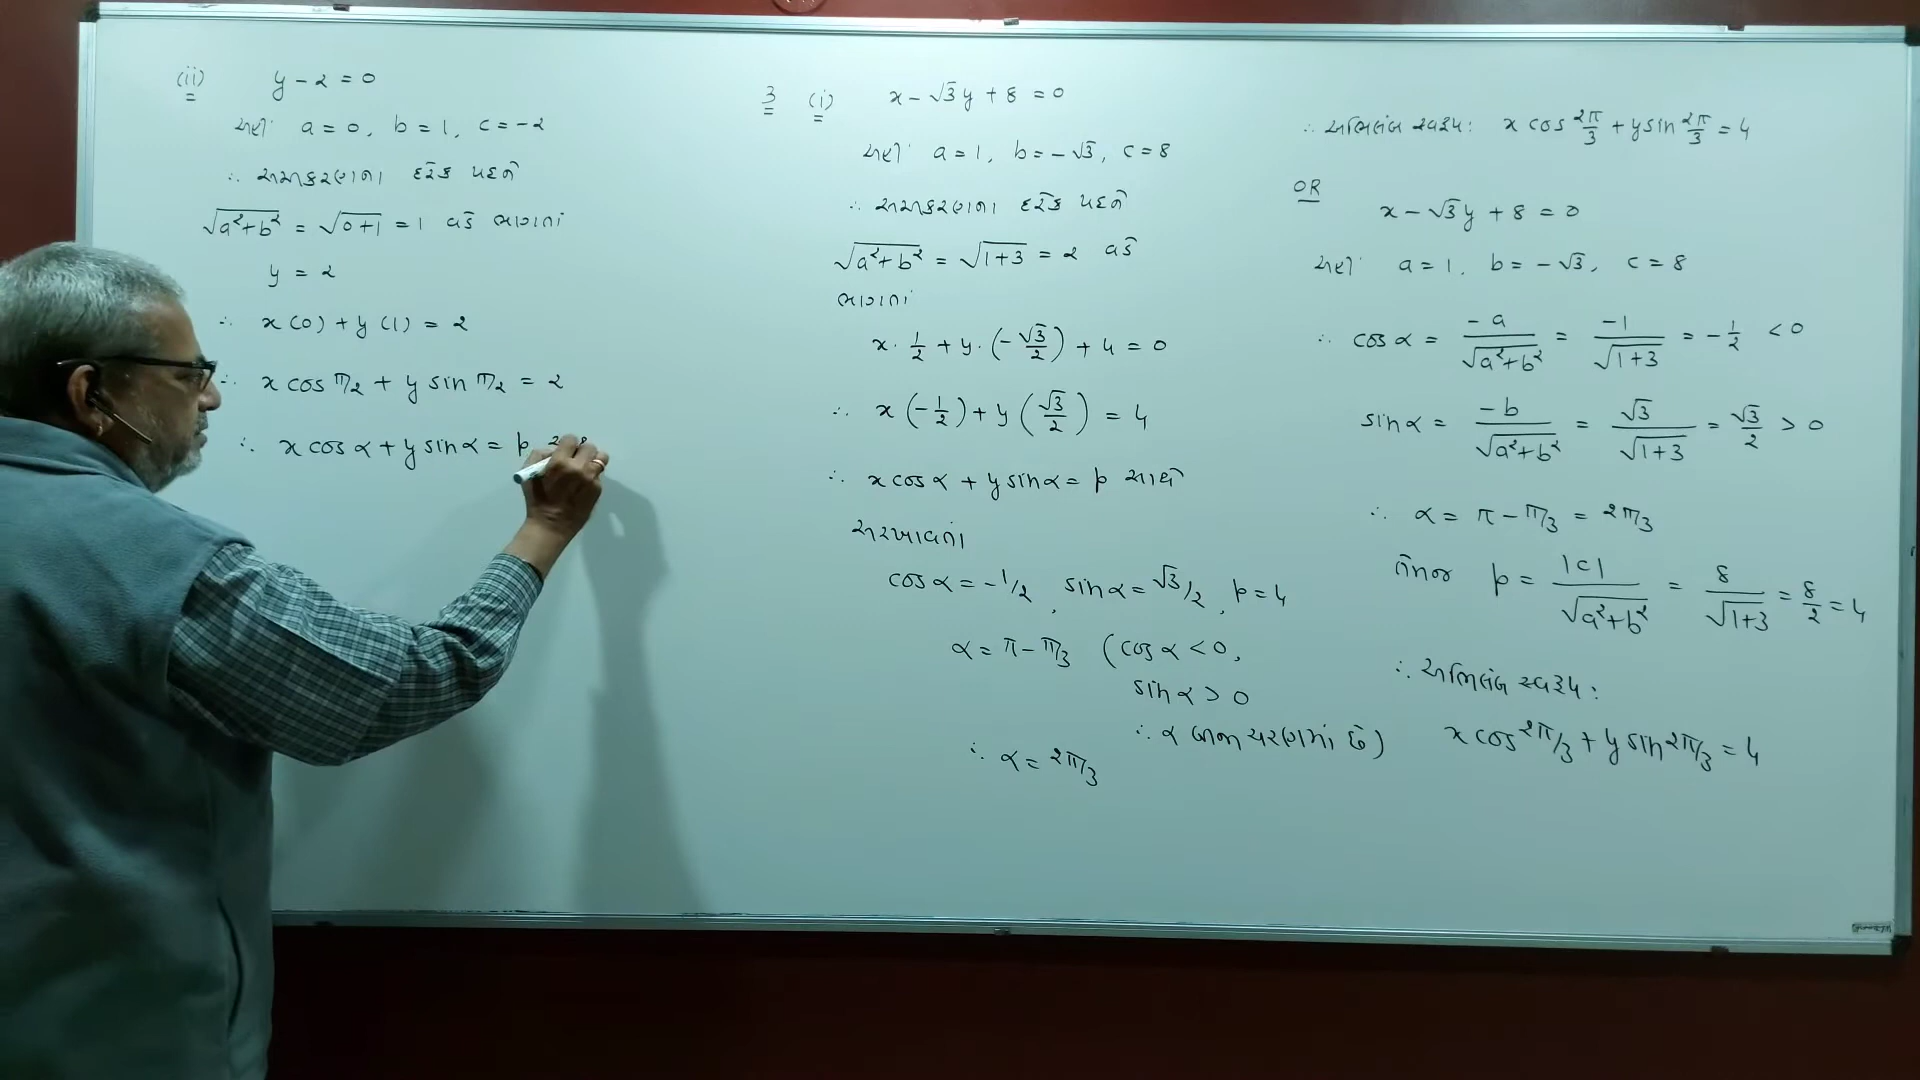 (ii) y - 2 = 0
અહીં a = 0, b = 1, c = -2
∴ સમીકરણના દરેક પદને
√(a²+b²) = √(0+1) = 1 વડે ભાગતાં
y = 2
∴ x(0) + y(1) = 2
∴ x cos π/2 + y sin π/2 = 2
∴ x cos α + y sin α = p
3 (i) x - √3y + 8 = 0
અહીં a = 1, b = -√3, c = 8
∴ સમીકરણના દરેક પદને
√(a²+b²) = √(1+3) = 2 વડે
ભાગતાં
x · 1/2 + y · (-√3/2) + 4 = 0
∴ x(-1/2) + y(√3/2) = 4
∴ x cos α + y sin α = p સાથે
સરખાવતાં
cos α = -1/2, sin α = √3/2, p = 4
α = π - π/3 (cos α < 0,
sin α > 0
∴ α બીજા ચરણમાં છે)
∴ α = 2π/3
∴ અભિલંબ સ્વરૂપ: x cos 2π/3 + y sin 2π/3 = 4
OR
x - √3y + 8 = 0
અહીં a = 1, b = -√3, c = 8
∴ cos α = -a/√(a²+b²) = -1/√(1+3) = -1/2 < 0
sin α = -b/√(a²+b²) = √3/√(1+3) = √3/2 > 0
∴ α = π - π/3 = 2π/3
તેમજ p = |c|/√(a²+b²) = 8/√(1+3) = 8/2 = 4
∴ અભિલંબ સ્વરૂપ:
x cos 2π/3 + y sin 2π/3 = 4